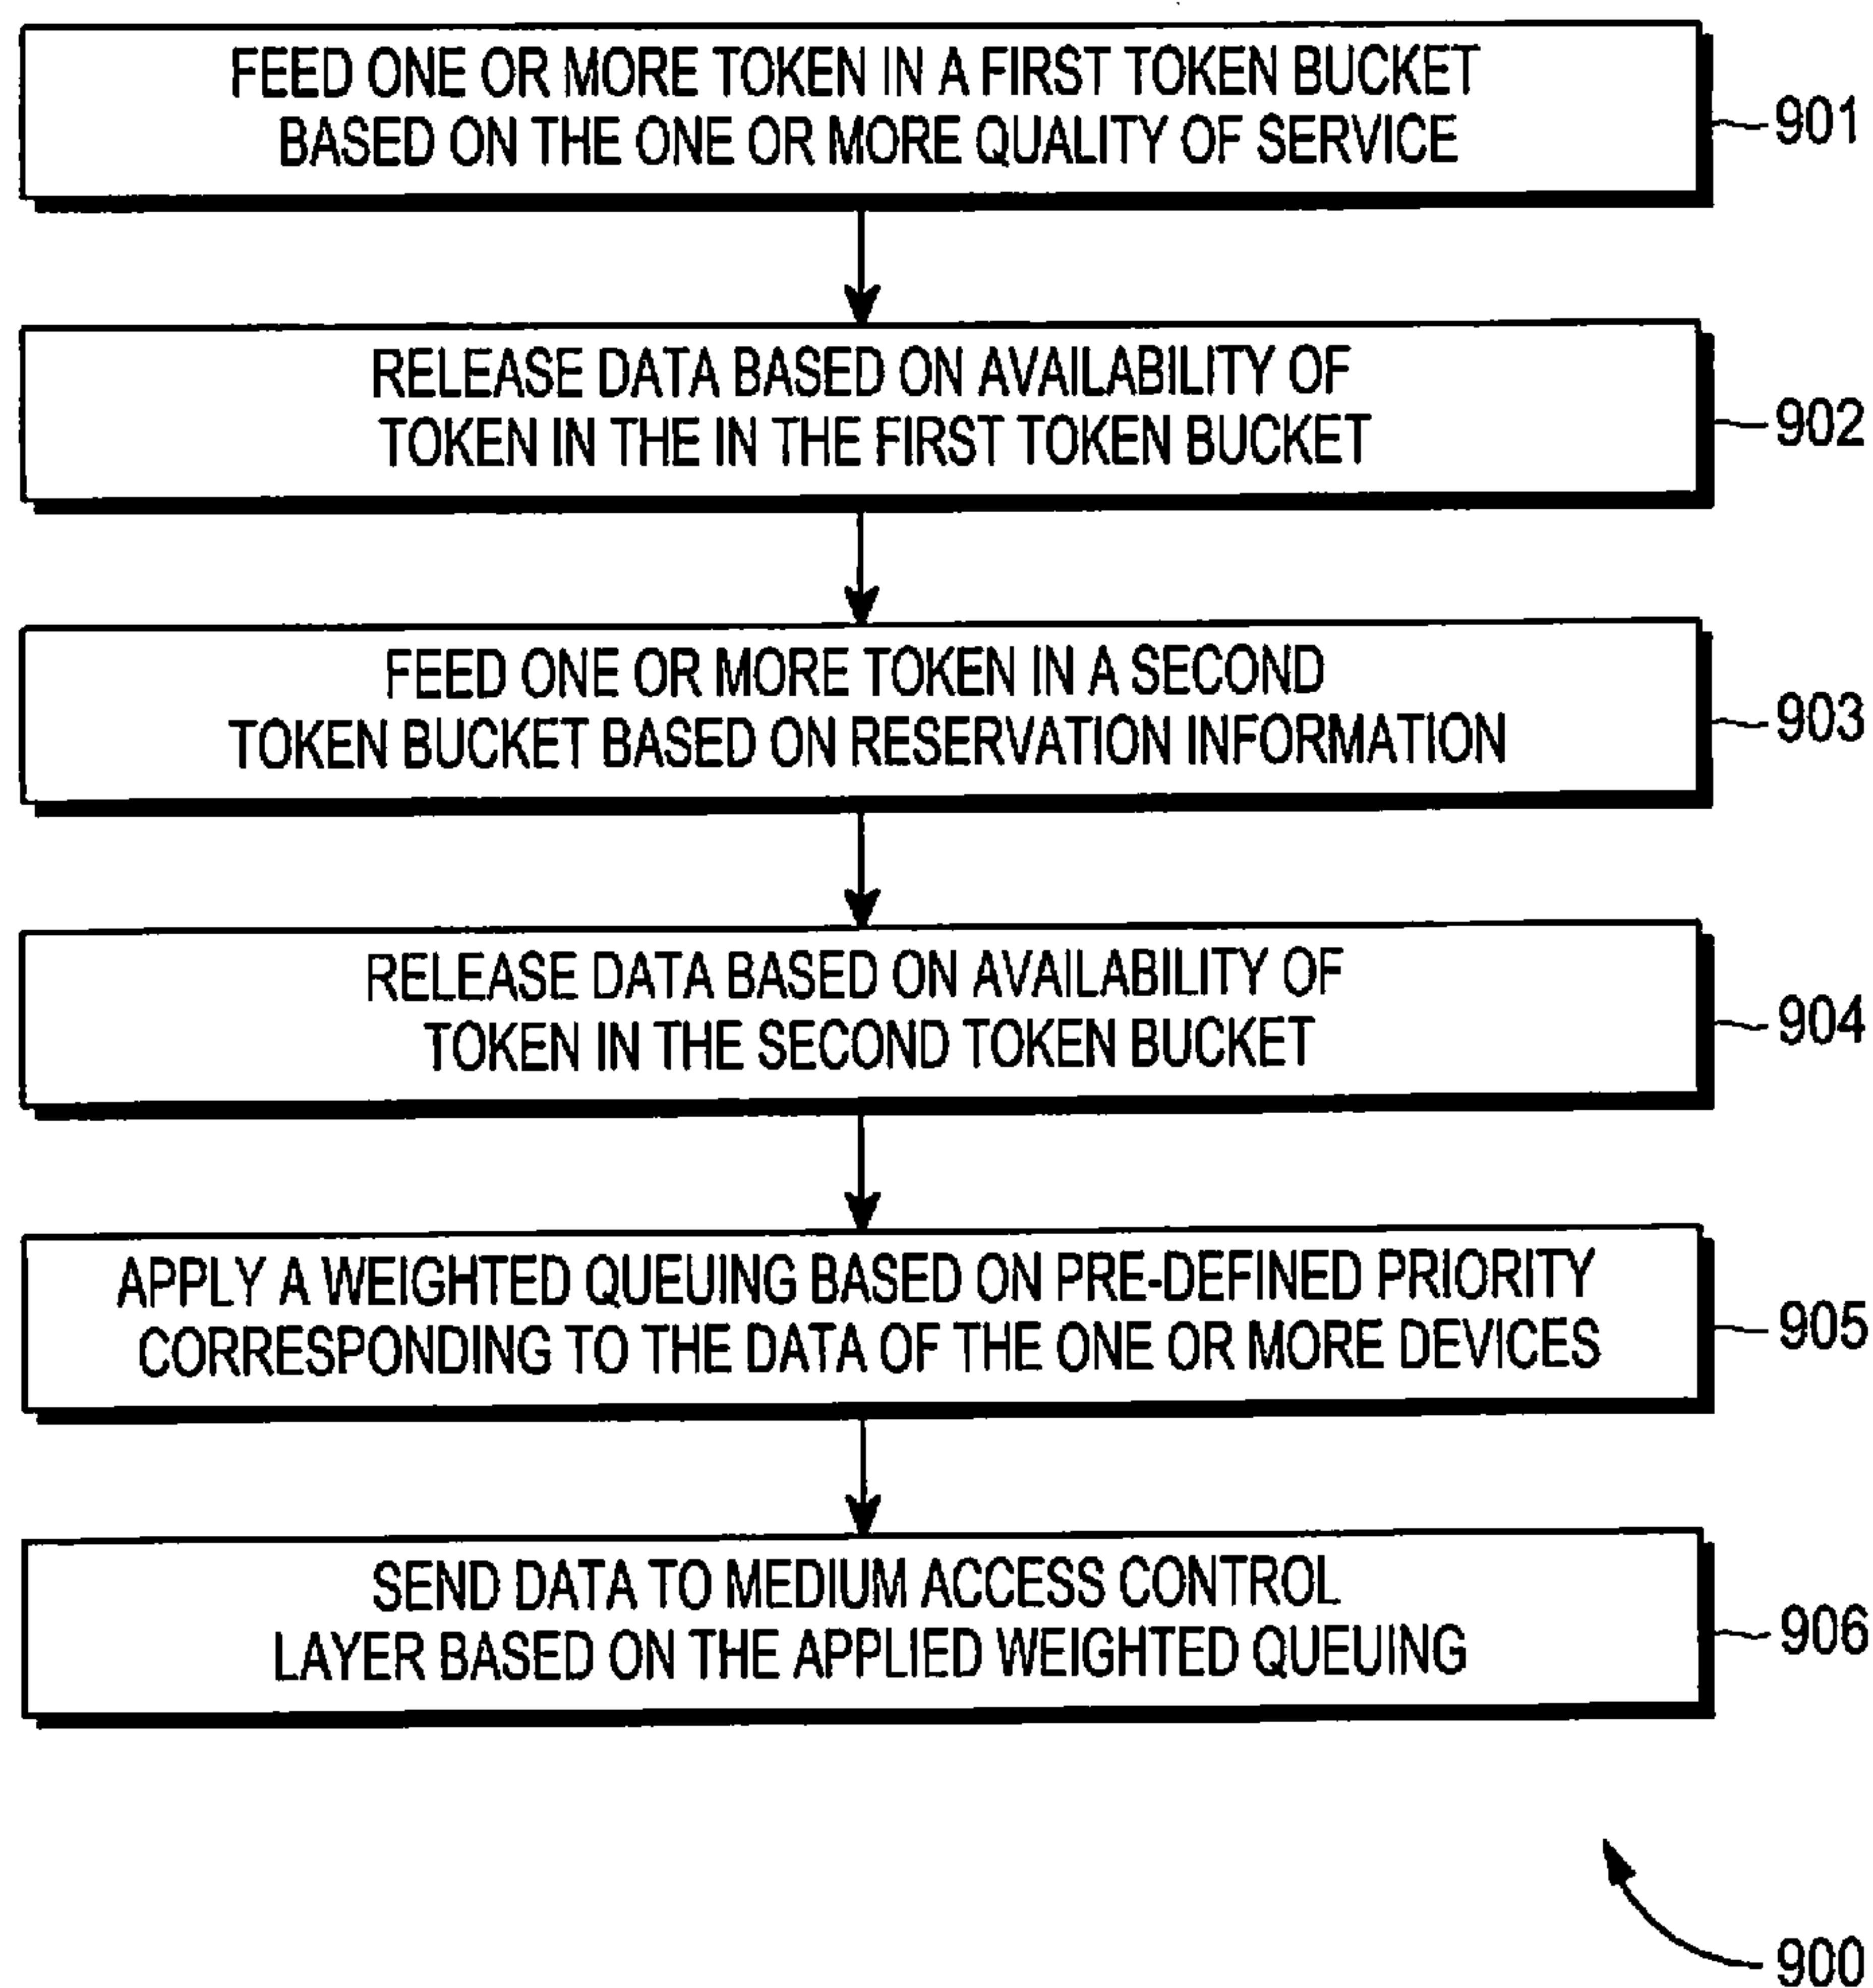 FEED ONE OR MORE TOKEN IN A FIRST TOKEN BUCKET
BASED ON THE ONE OR MORE QUALITY OF SERVICE
901
RELEASE DATA BASED ON AVAILABILITY OF
TOKEN IN THE IN THE FIRST TOKEN BUCKET
902
FEED ONE OR MORE TOKEN IN A SECOND
TOKEN BUCKET BASED ON RESERVATION INFORMATION
903
RELEASE DATA BASED ON AVAILABILITY OF
TOKEN IN THE SECOND TOKEN BUCKET
904
APPLY A WEIGHTED QUEUING BASED ON PRE-DEFINED PRIORITY
CORRESPONDING TO THE DATA OF THE ONE OR MORE DEVICES
905
SEND DATA TO MEDIUM ACCESS CONTROL
LAYER BASED ON THE APPLIED WEIGHTED QUEUING
906
900